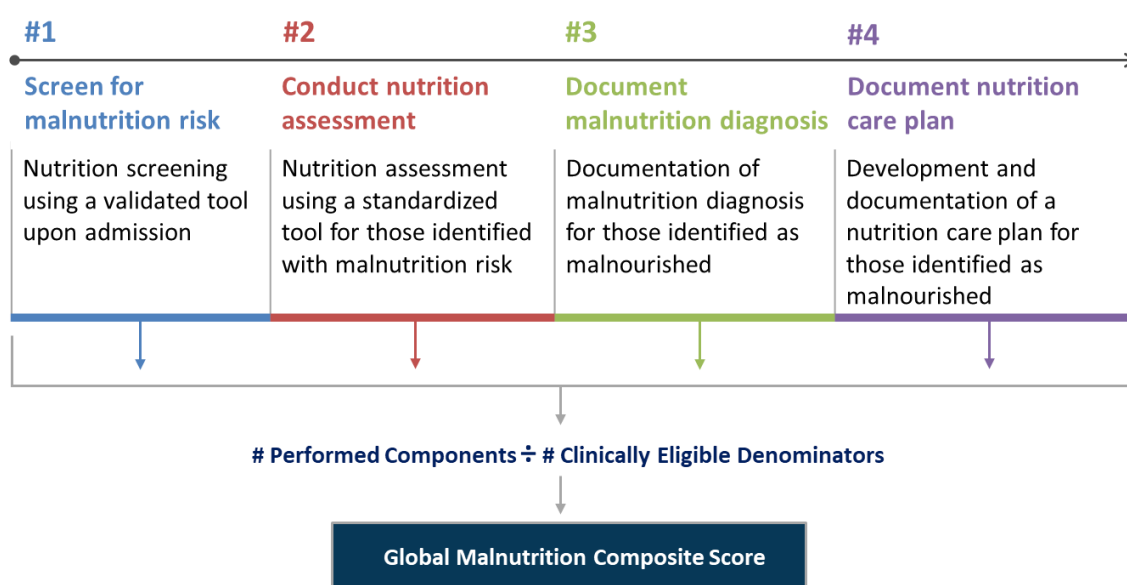 #1
Screen for
malnutrition risk
Nutrition screening
using a validated tool
upon admission
#2
Conduct nutrition
assessment
Nutrition assessment
using a standardized
tool for those identified
with malnutrition risk
#3
Document
malnutrition diagnosis
Documentation of
malnutrition diagnosis
for those identified as
malnourished
#4
Document nutrition
care plan
Development and
documentation of a
nutrition care plan for
those identified as
malnourished
# Performed Components ÷ # Clinically Eligible Denominators
Global Malnutrition Composite Score